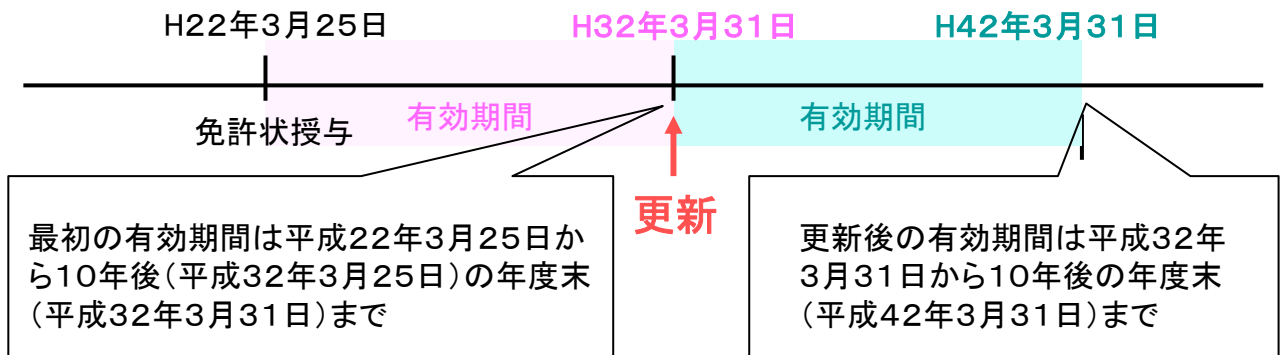 H22年3月25日
H32年3月31日
H42年3月31日
有効期間
有効期間
免許状授与
更新
最初の有効期間は平成22年3月25日か
ら10年後(平成32年3月25日)の年度末
(平成32年3月31日)まで
更新後の有効期間は平成32年
3月31日から10年後の年度末
(平成42年3月31日)まで